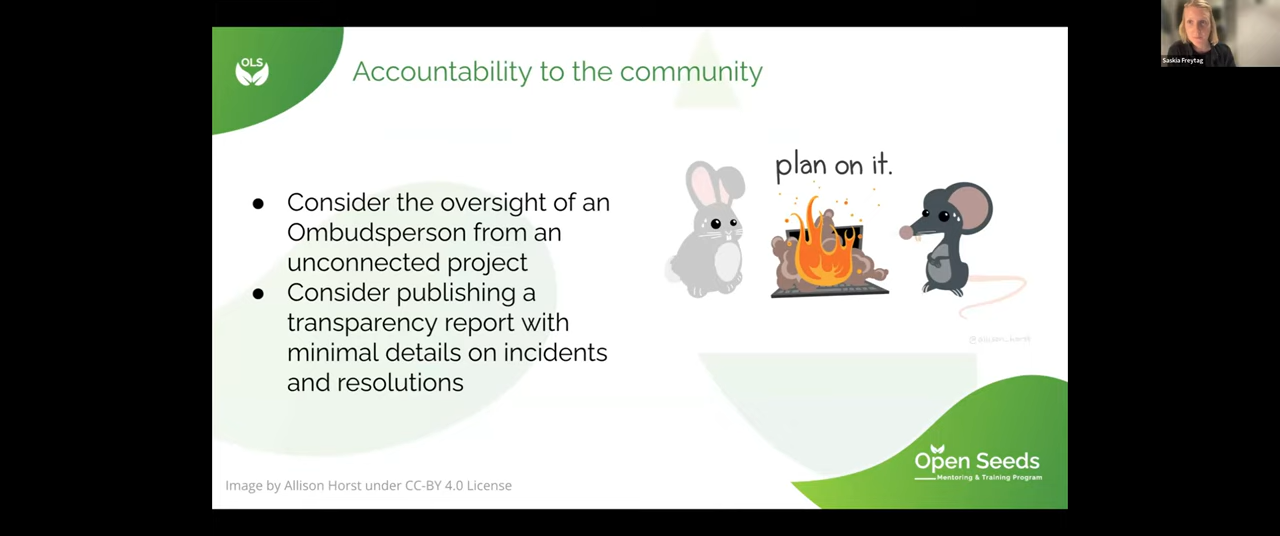 Saskia Freytag
OLS
Accountability to the community
plan on it.
● Consider the oversight of an
Ombudsperson from an
unconnected project
● Consider publishing a
transparency report with
minimal details on incidents
and resolutions
@allison_horst
Open Seeds
Mentoring & Training Program
Image by Allison Horst under CC-BY 4.0 License